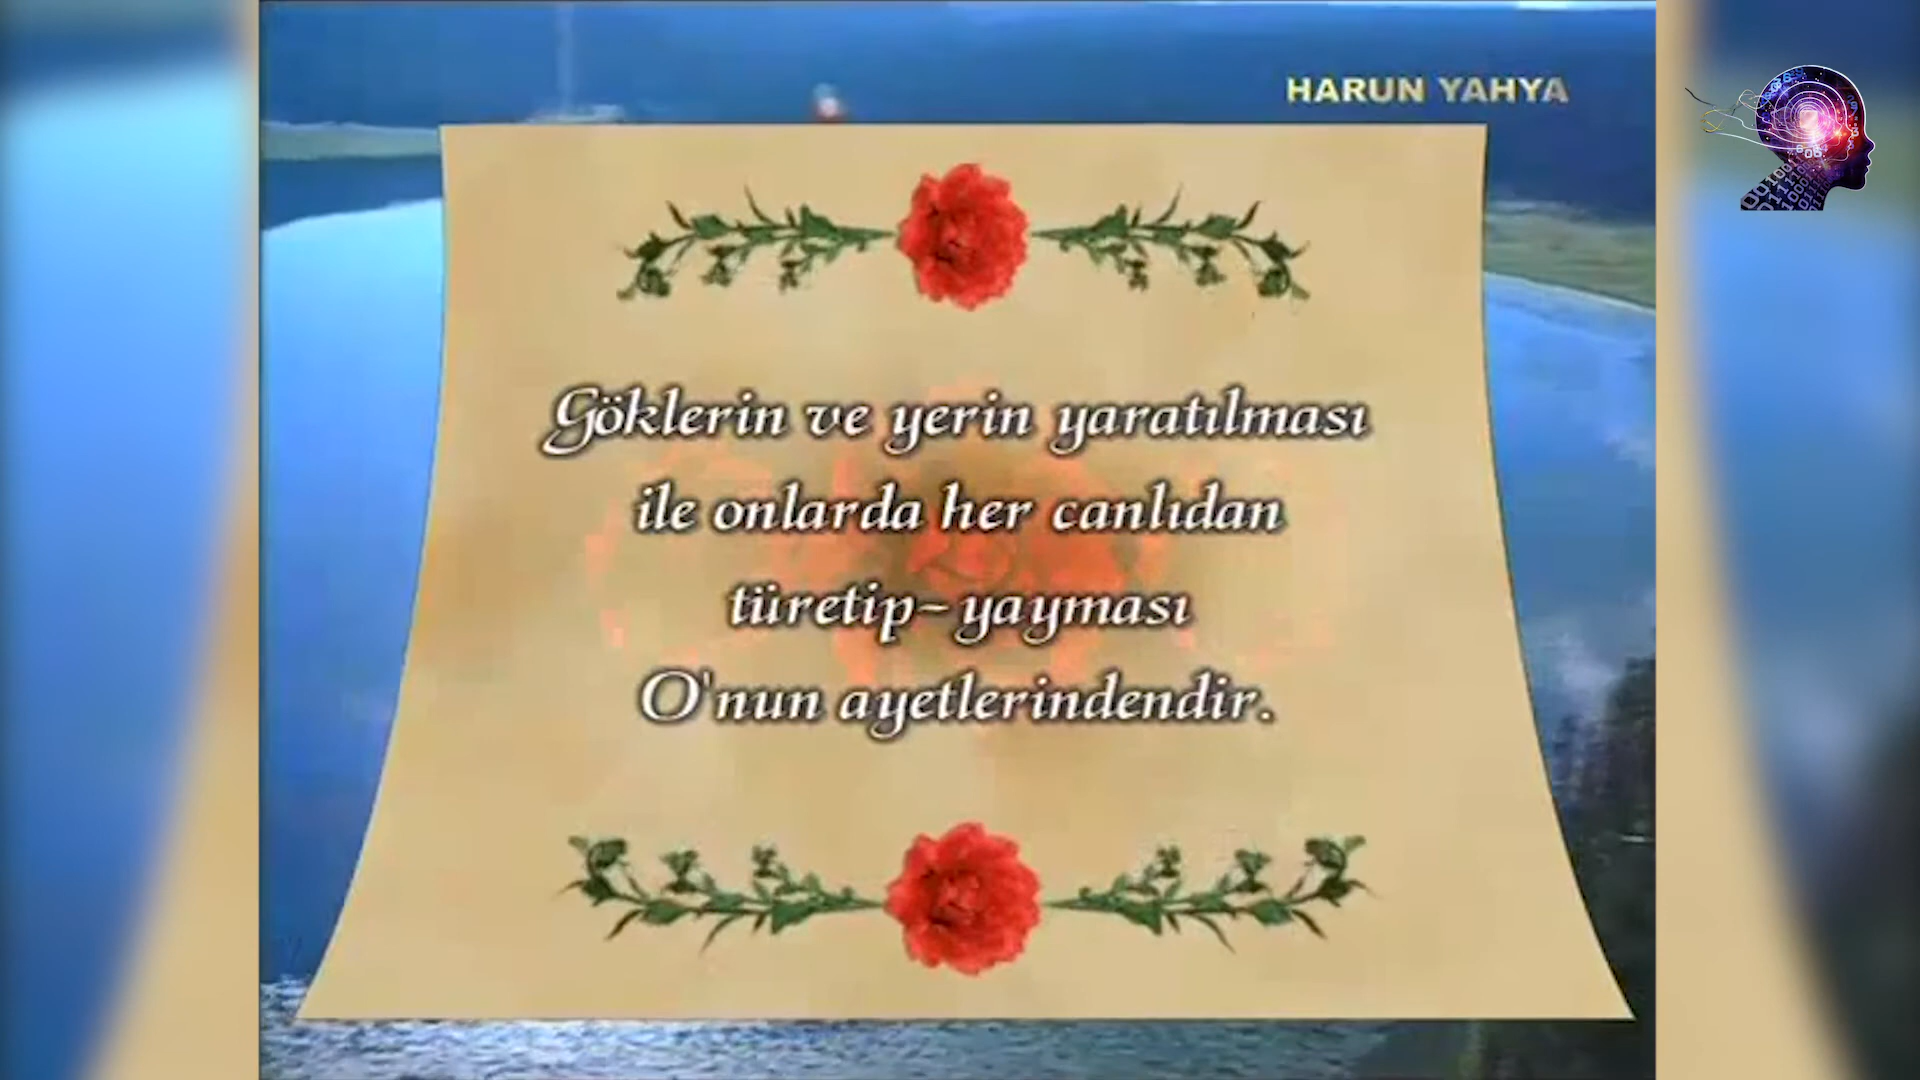 HARUN YAHYA
Göklerin ve yerin yaratılması
ile onlarda her canlıdan
türetip-yayması
O'nun ayetlerindendir.